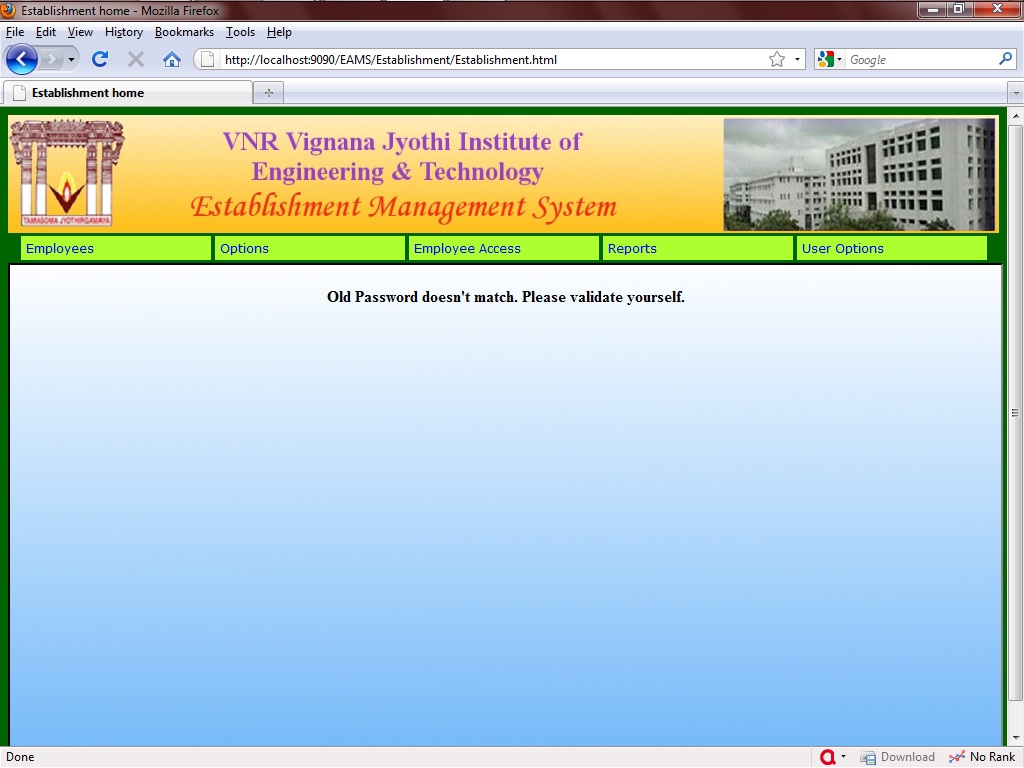 Establishment home - Mozilla Firefox
File Edit View History Bookmarks Tools Help
http://localhost:9090/EAMS/Establishment/Establishment.html
Google
Establishment home
VNR Vignana Jyothi Institute of
Engineering & Technology
Establishment Management System
TAMASOMA JYOTHIRGAMAYA
Employees Options Employee Access Reports User Options
Old Password doesn't match. Please validate yourself.
Done Download No Rank